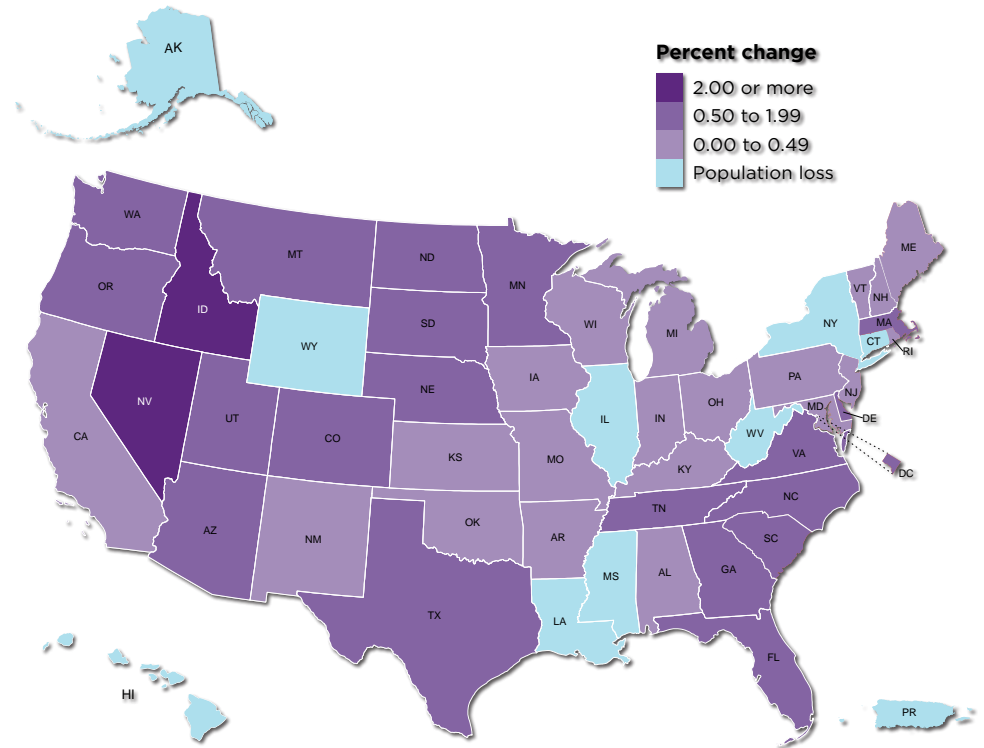 AK
Percent change
2.00 or more
0.50 to 1.99
0.00 to 0.49
Population loss
WA
MT
ND
MN
ME
OR
ID
SD
WI
MI
VT
NH
NY
MA
CT
RI
WY
NE
IA
PA
NJ
NV
UT
CO
IL
IN
OH
MD
DE
CA
KS
MO
WV
VA
KY
DC
AZ
NM
OK
AR
TN
NC
SC
MS
AL
GA
TX
LA
FL
HI
PR